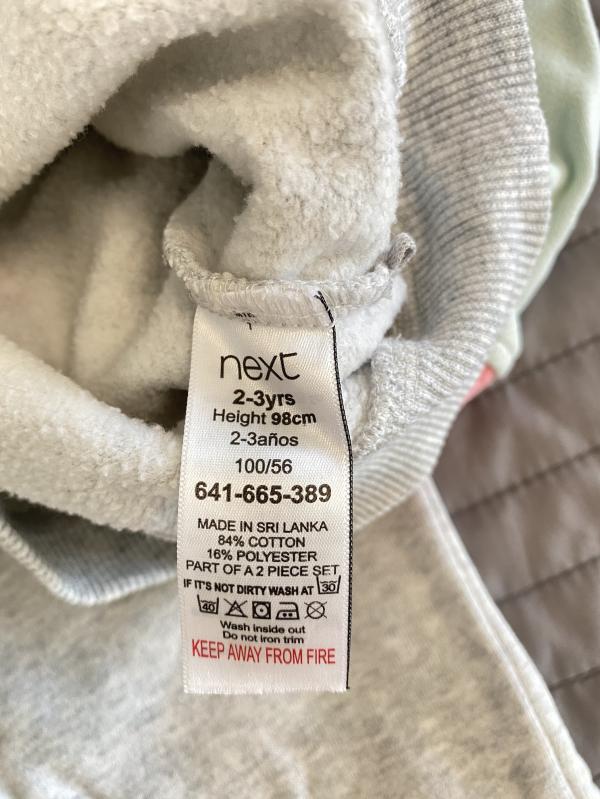 next
2-3yrs
Height 98cm
2-3años
100/56
641-665-389
MADE IN SRI LANKA
84% COTTON
16% POLYESTER
PART OF A 2 PIECE SET
IF IT'S NOT DIRTY WASH AT 30
40
Wash inside out
Do not iron trim
KEEP AWAY FROM FIRE